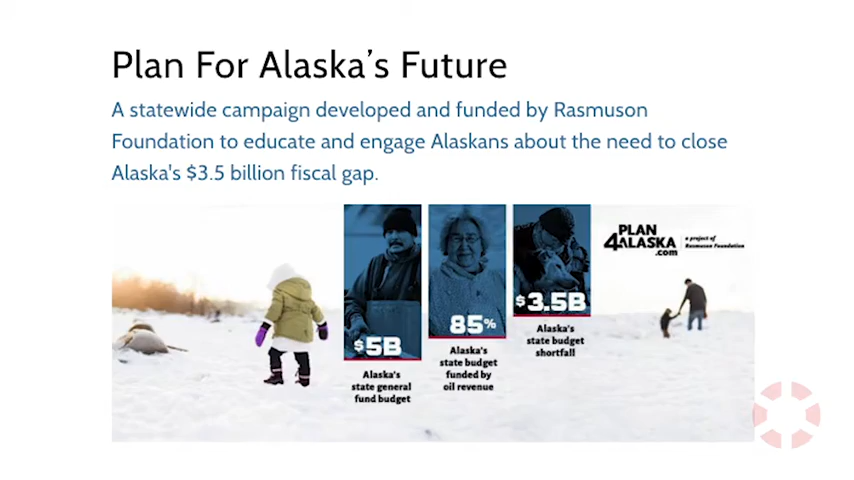 Plan For Alaska's Future
A statewide campaign developed and funded by Rasmuson
Foundation to educate and engage Alaskans about the need to close
Alaska's $3.5 billion fiscal gap.
$5B
Alaska's
state general
fund budget
85%
Alaska's
state budget
funded by
oil revenue
$3.5B
Alaska's
state budget
shortfall
PLAN
4ALASKA
.com
a project of
Rasmuson Foundation